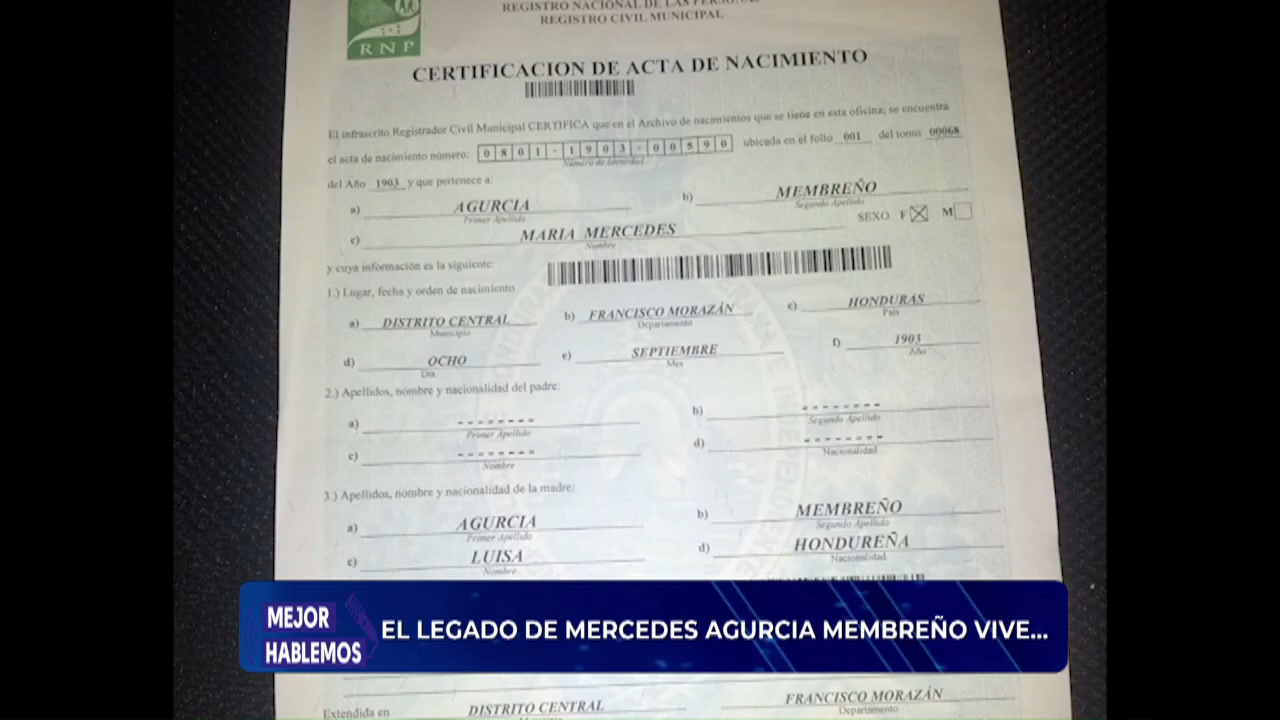 REGISTRO NACIONAL DE LAS
REGISTRO CIVIL MUNICIPAL
RNP
CERTIFICACION DE ACTA DE NACIMIENTO
El infrascrito Registrador Civil Municipal CERTIFICA que en el Archivo de nacimientos que se tiene en esta oficina, se encuentra
el acta de nacimiento número: 0801-1903-00590 ubicada en el folio 001 del tomo 00068
Número de Identidad
del Año 1903 y que pertenece a:
a) AGURCIA b) MEMBREÑO
Primer Apellido Segundo Apellido
SEXO F ☒ M ☐
c) MARIA MERCEDES
Nombre
y cuya información es la siguiente:
1.) Lugar, fecha y orden de nacimiento
a) DISTRITO CENTRAL b) FRANCISCO MORAZÁN c) HONDURAS
Municipio Departamento País
d) OCHO e) SEPTIEMBRE f) 1903
Día Mes Año
2.) Apellidos, nombre y nacionalidad del padre:
a) -------- b) --------
Primer Apellido Segundo Apellido
c) -------- d) --------
Nombre Nacionalidad
3.) Apellidos, nombre y nacionalidad de la madre:
a) AGURCIA b) MEMBREÑO
Primer Apellido Segundo Apellido
c) LUISA d) HONDUREÑA
Nombre Nacionalidad
MEJOR
HABLEMOS
EL LEGADO DE MERCEDES AGURCIA MEMBREÑO VIVE...
Extendida en DISTRITO CENTRAL FRANCISCO MORAZÁN
Departamento